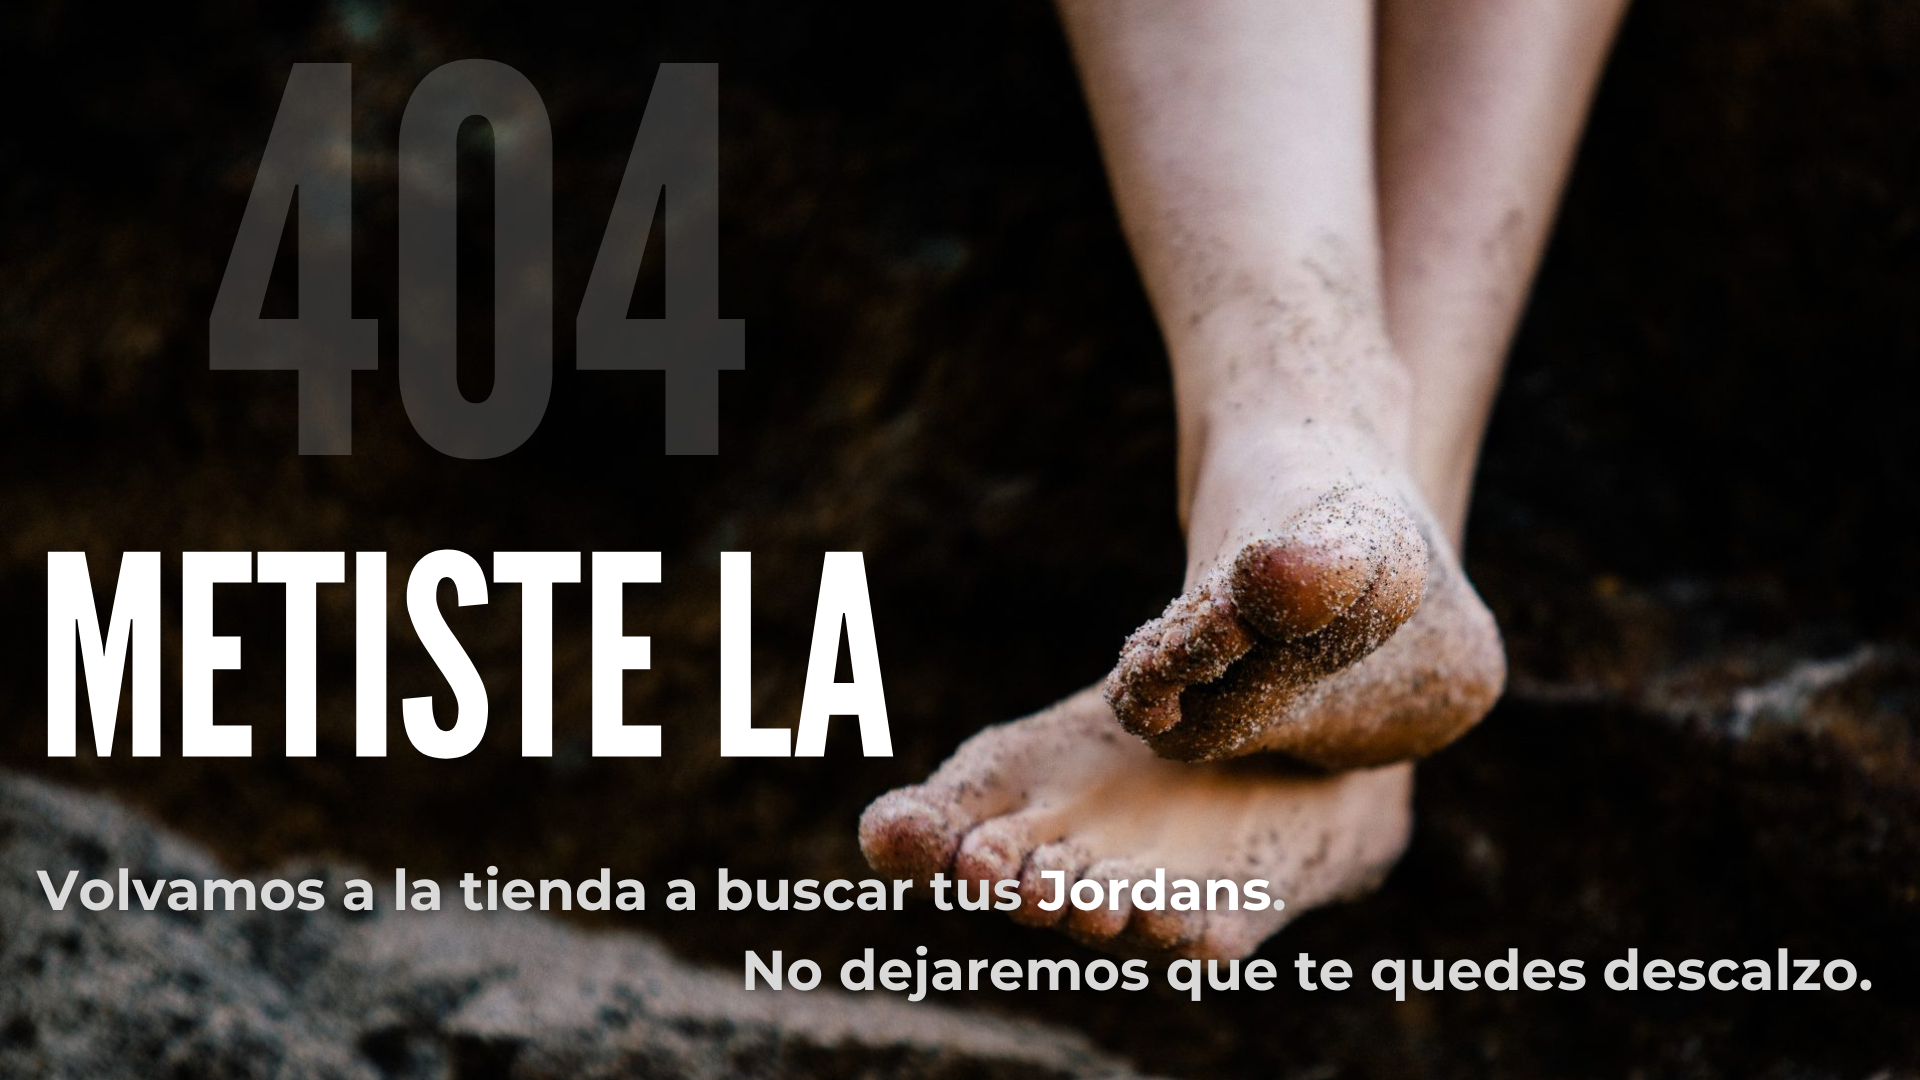 404
METISTE LA
Volvamos a la tienda a buscar tus Jordans.
No dejaremos que te quedes descalzo.